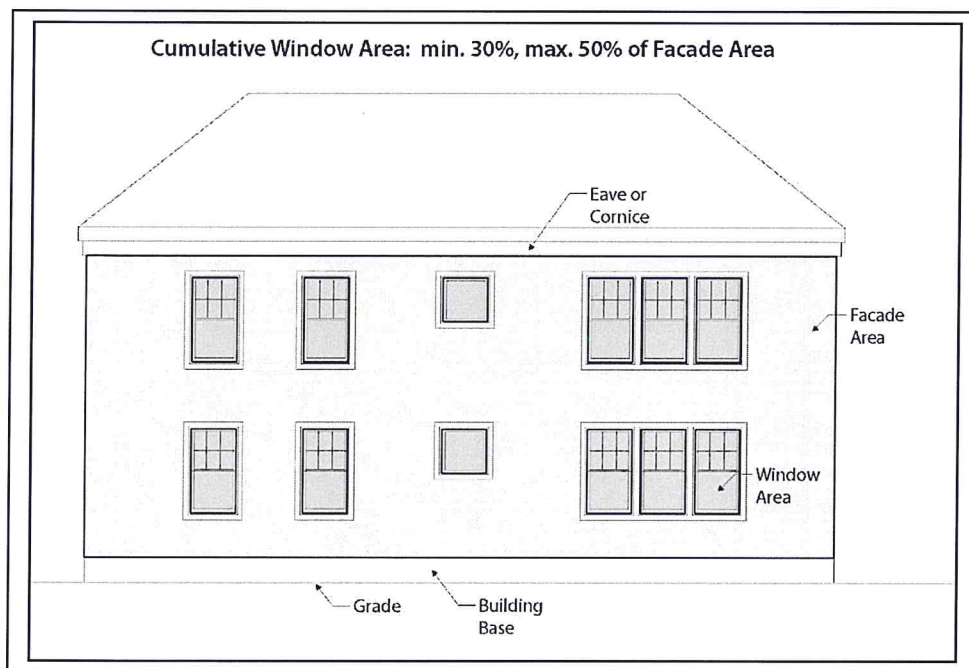 Cumulative Window Area: min. 30%, max. 50% of Facade Area
Eave or
Cornice
Facade
Area
Window
Area
Grade
Building
Base